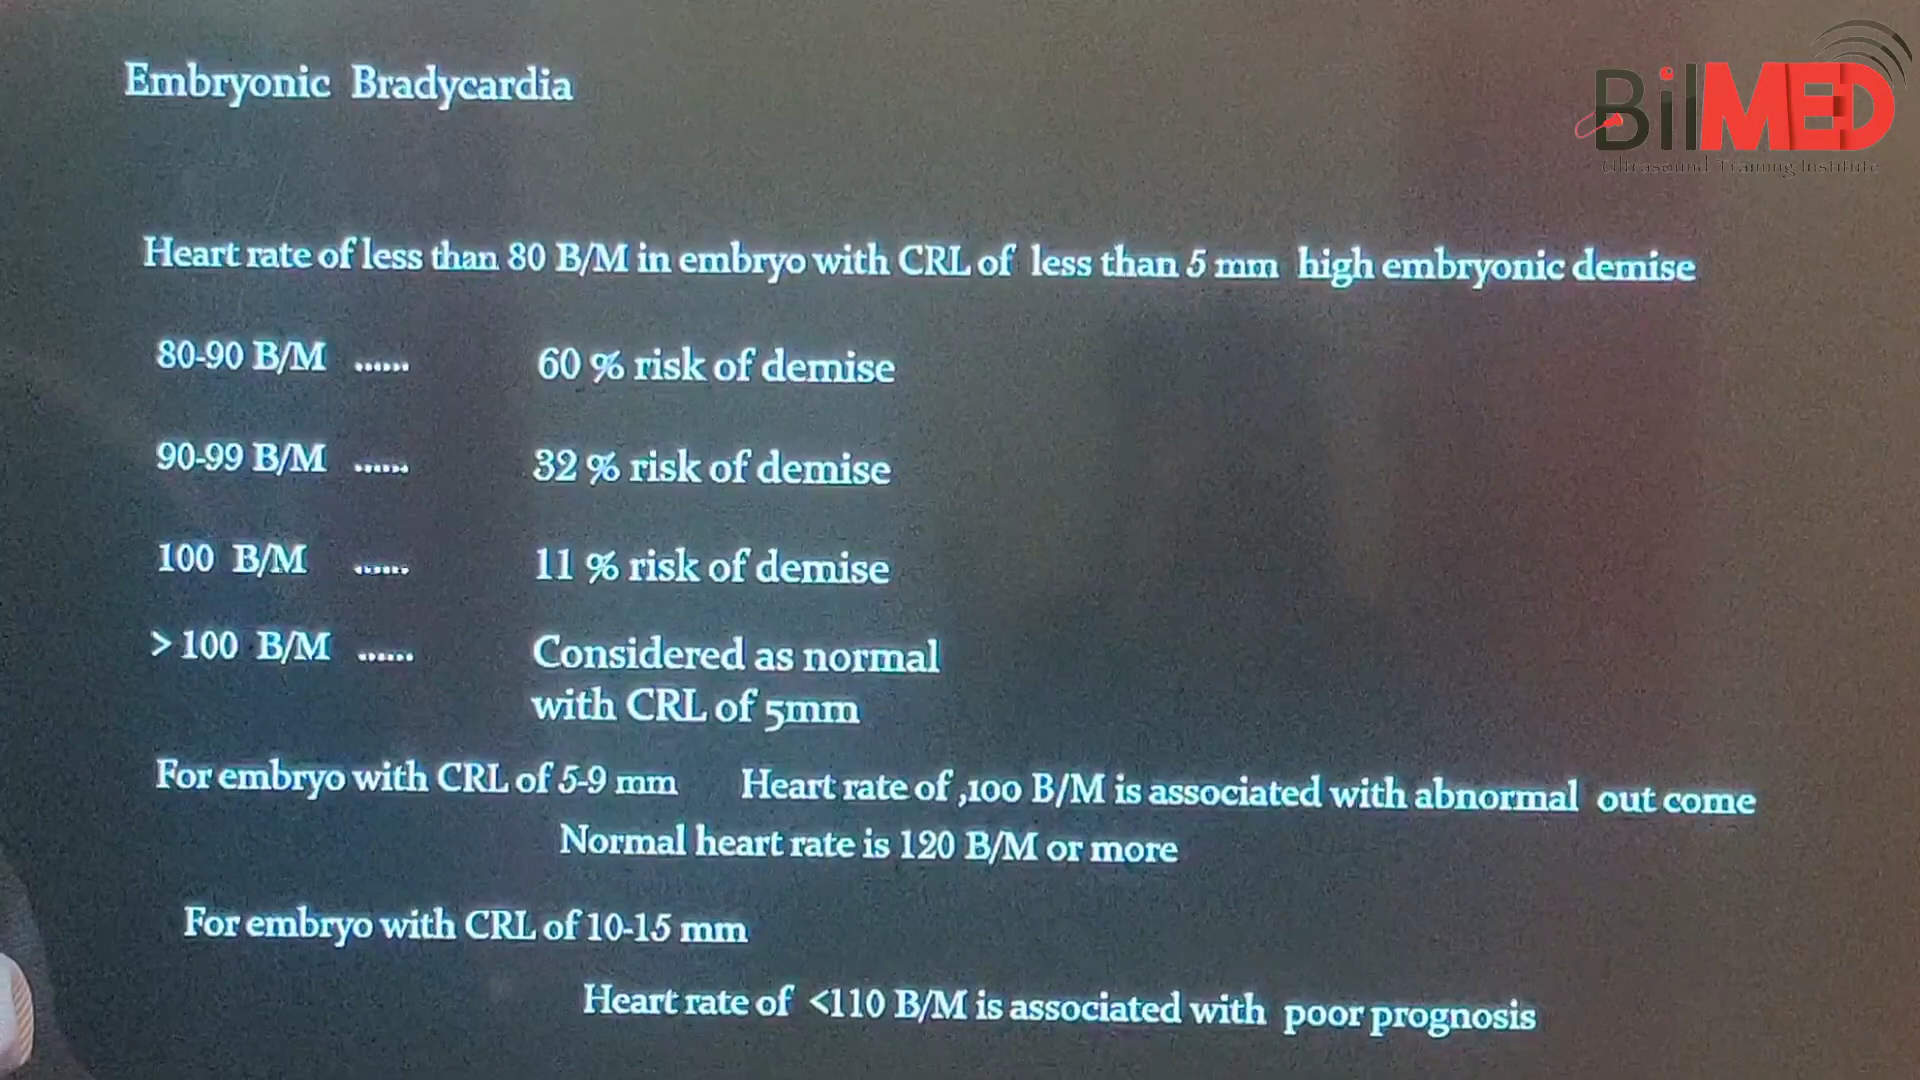 Embryonic Bradycardia
BilMED
Ultrasound Training Institute
Heart rate of less than 80 B/M in embryo with CRL of less than 5 mm high embryonic demise
80-90 B/M ...... 60 % risk of demise
90-99 B/M ...... 32 % risk of demise
100 B/M ...... 11 % risk of demise
> 100 B/M ...... Considered as normal
with CRL of 5mm
For embryo with CRL of 5-9 mm Heart rate of ,100 B/M is associated with abnormal out come
Normal heart rate is 120 B/M or more
For embryo with CRL of 10-15 mm
Heart rate of <110 B/M is associated with poor prognosis